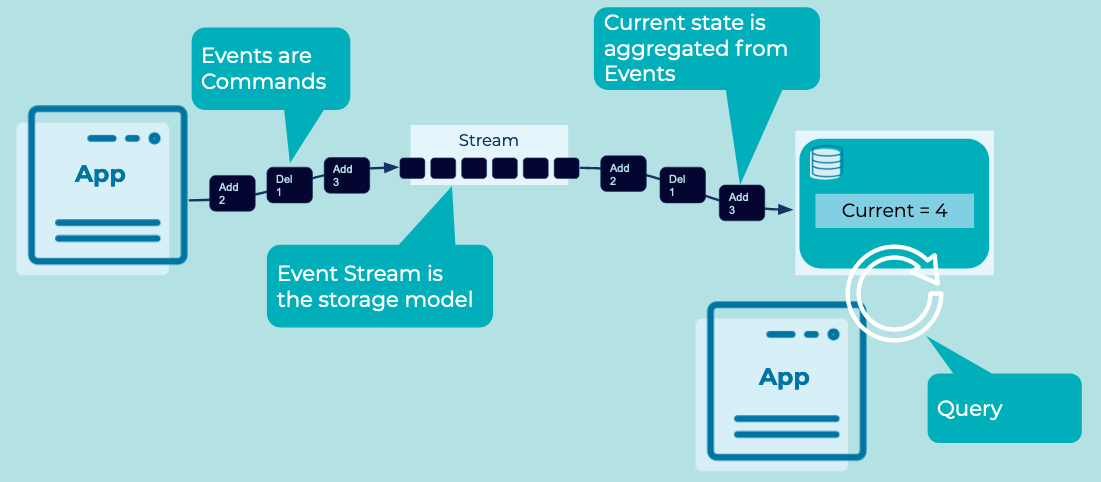 Events are
Commands
Current state is
aggregated from
Events
App
Add
2
Del
1
Add
3
Stream
Add
2
Del
1
Add
3
Current = 4
Event Stream is
the storage model
App
Query